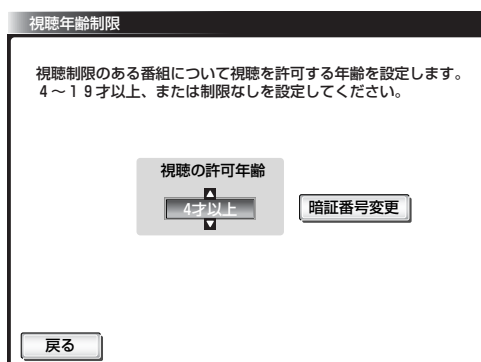 視聴年齢制限
視聴制限のある番組について視聴を許可する年齢を設定します。
4～19才以上、または制限なしを設定してください。
視聴の許可年齢
4才以上
暗証番号変更
戻る